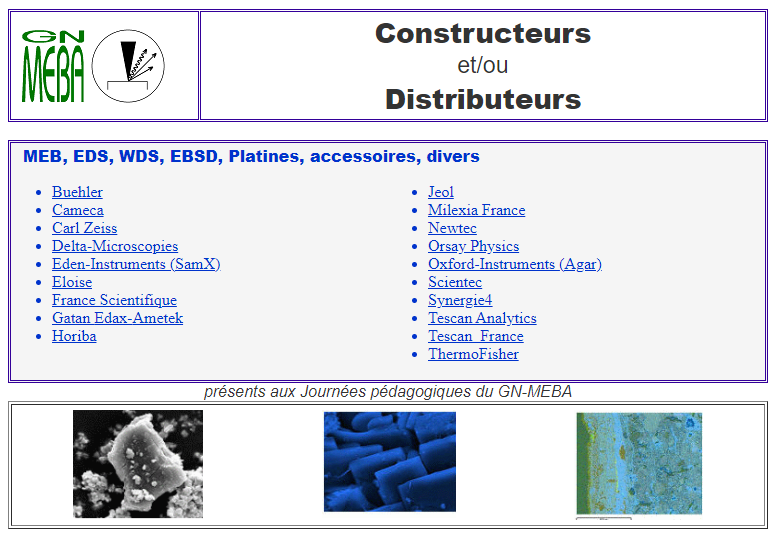 GN
MEBA
Constructeurs
et/ou
Distributeurs
MEB, EDS, WDS, EBSD, Platines, accessoires, divers
Buehler
Cameca
Carl Zeiss
Delta-Microscopies
Eden-Instruments (SamX)
Eloise
France Scientifique
Gatan Edax-Ametek
Horiba
Jeol
Milexia France
Newtec
Orsay Physics
Oxford-Instruments (Agar)
Scientec
Synergie4
Tescan Analytics
Tescan France
ThermoFisher
présents aux Journées pédagogiques du GN-MEBA